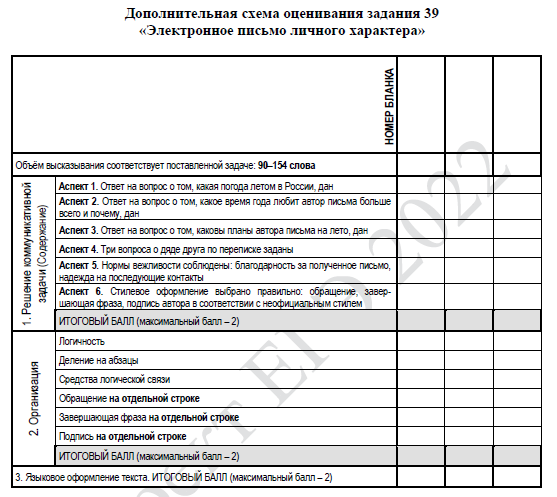 Дополнительная схема оценивания задания 39
«Электронное письмо личного характера»
НОМЕР БЛАНКА
Объём высказывания соответствует поставленной задаче: 90–154 слова
1. Решение коммуникативной
задачи (Содержание)
Аспект 1. Ответ на вопрос о том, какая погода летом в России, дан
Аспект 2. Ответ на вопрос о том, какое время года любит автор письма больше
всего и почему, дан
Аспект 3. Ответ на вопрос о том, каковы планы автора письма на лето, дан
Аспект 4. Три вопроса о дяде друга по переписке заданы
Аспект 5. Нормы вежливости соблюдены: благодарность за полученное письмо,
надежда на последующие контакты
Аспект 6. Стилевое оформление выбрано правильно: обращение, завер-
шающая фраза, подпись автора в соответствии с неофициальным стилем
ИТОГОВЫЙ БАЛЛ (максимальный балл – 2)
2. Организация
Логичность
Деление на абзацы
Средства логической связи
Обращение на отдельной строке
Завершающая фраза на отдельной строке
Подпись на отдельной строке
ИТОГОВЫЙ БАЛЛ (максимальный балл – 2)
3. Языковое оформление текста. ИТОГОВЫЙ БАЛЛ (максимальный балл – 2)